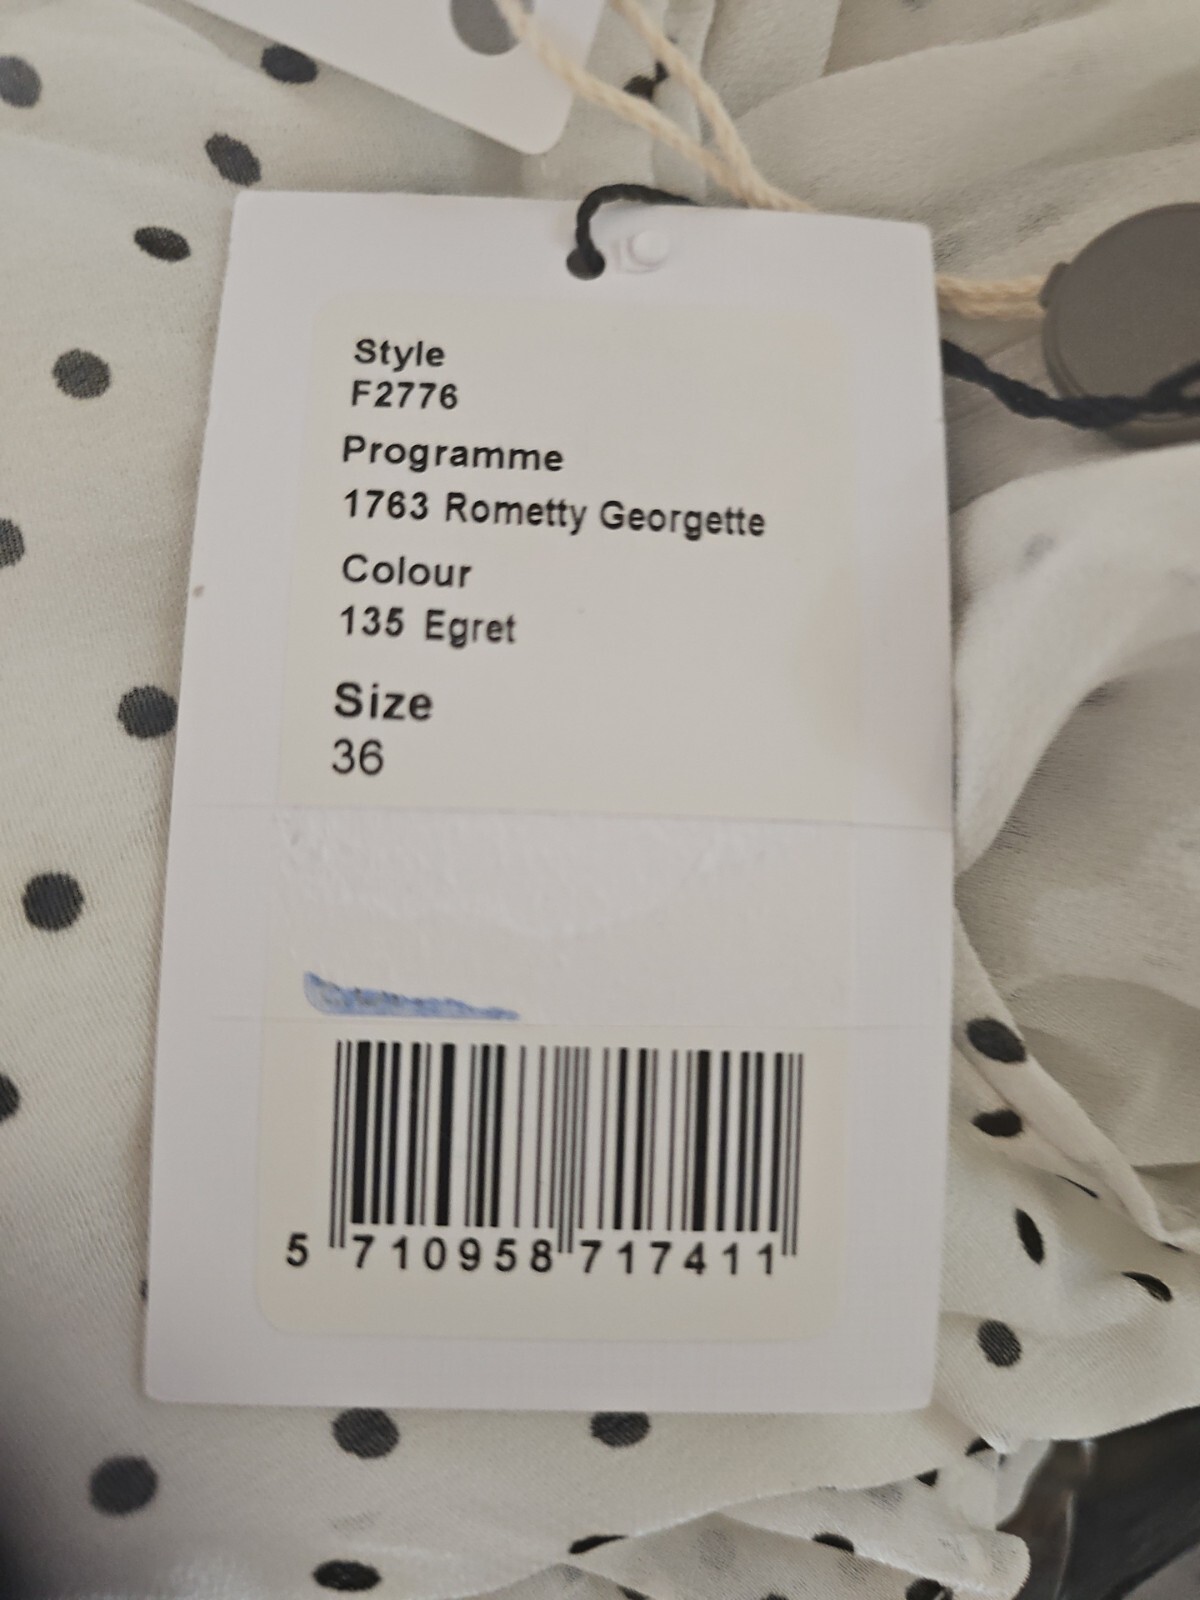 Style
F2776
Programme
1763 Rometty Georgette
Colour
135 Egret
Size
36
5 710958 717411